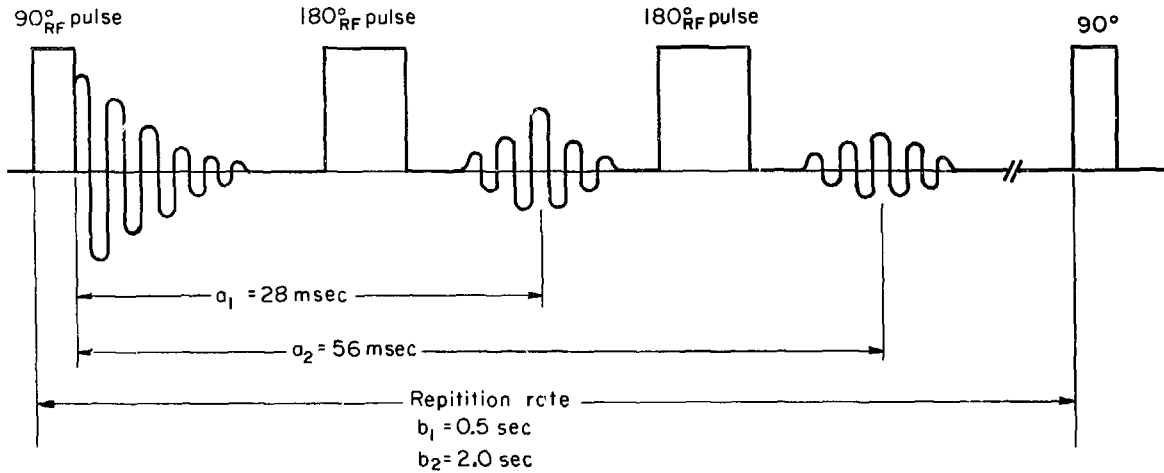 90°RF pulse
180°RF pulse
180°RF pulse
90°
a1 = 28 msec
a2 = 56 msec
Repitition rate
b1 = 0.5 sec
b2 = 2.0 sec